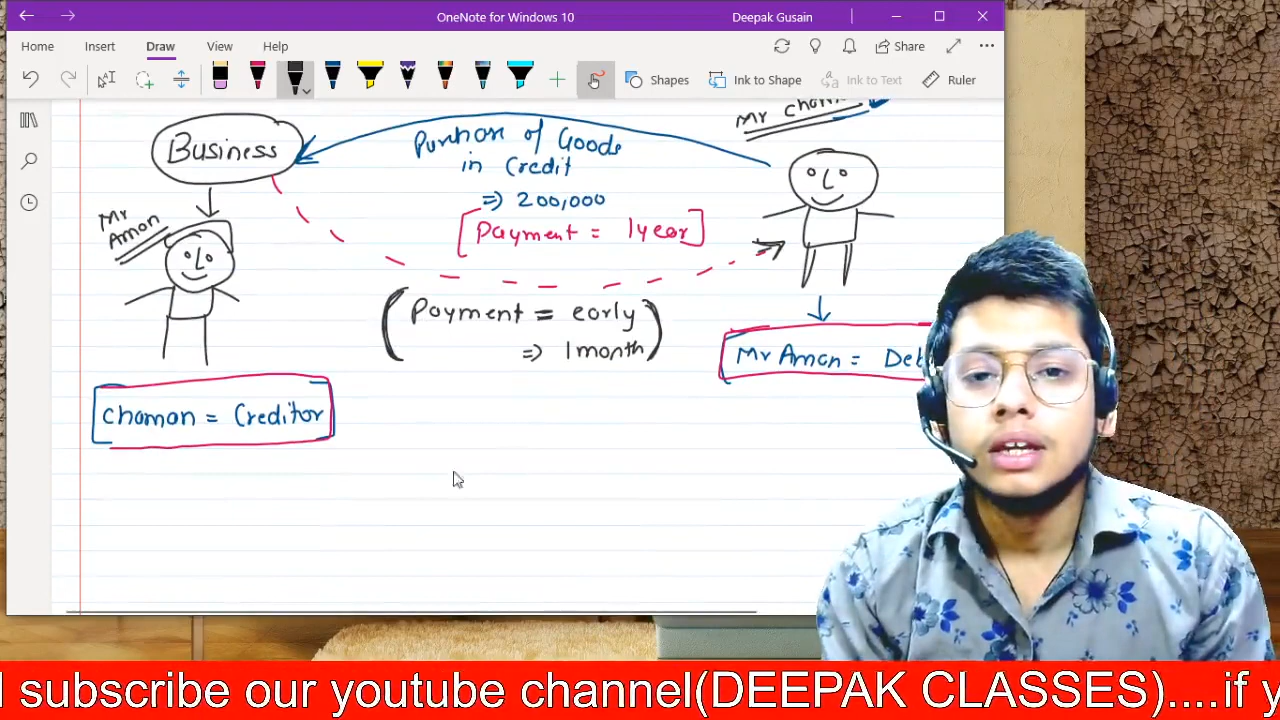 OneNote for Windows 10
Deepak Gusain
Home Insert Draw View Help Share
Shapes Ink to Shape Ink to Text Ruler
Mr
Business
Purchase of Goods
in Credit
=> 200,000
[Payment = 1year]
Mr
Aman
(Payment = early
=> 1month)
Mr Aman =
Chaman = Creditor
subscribe our youtube channel(DEEPAK CLASSES)....if